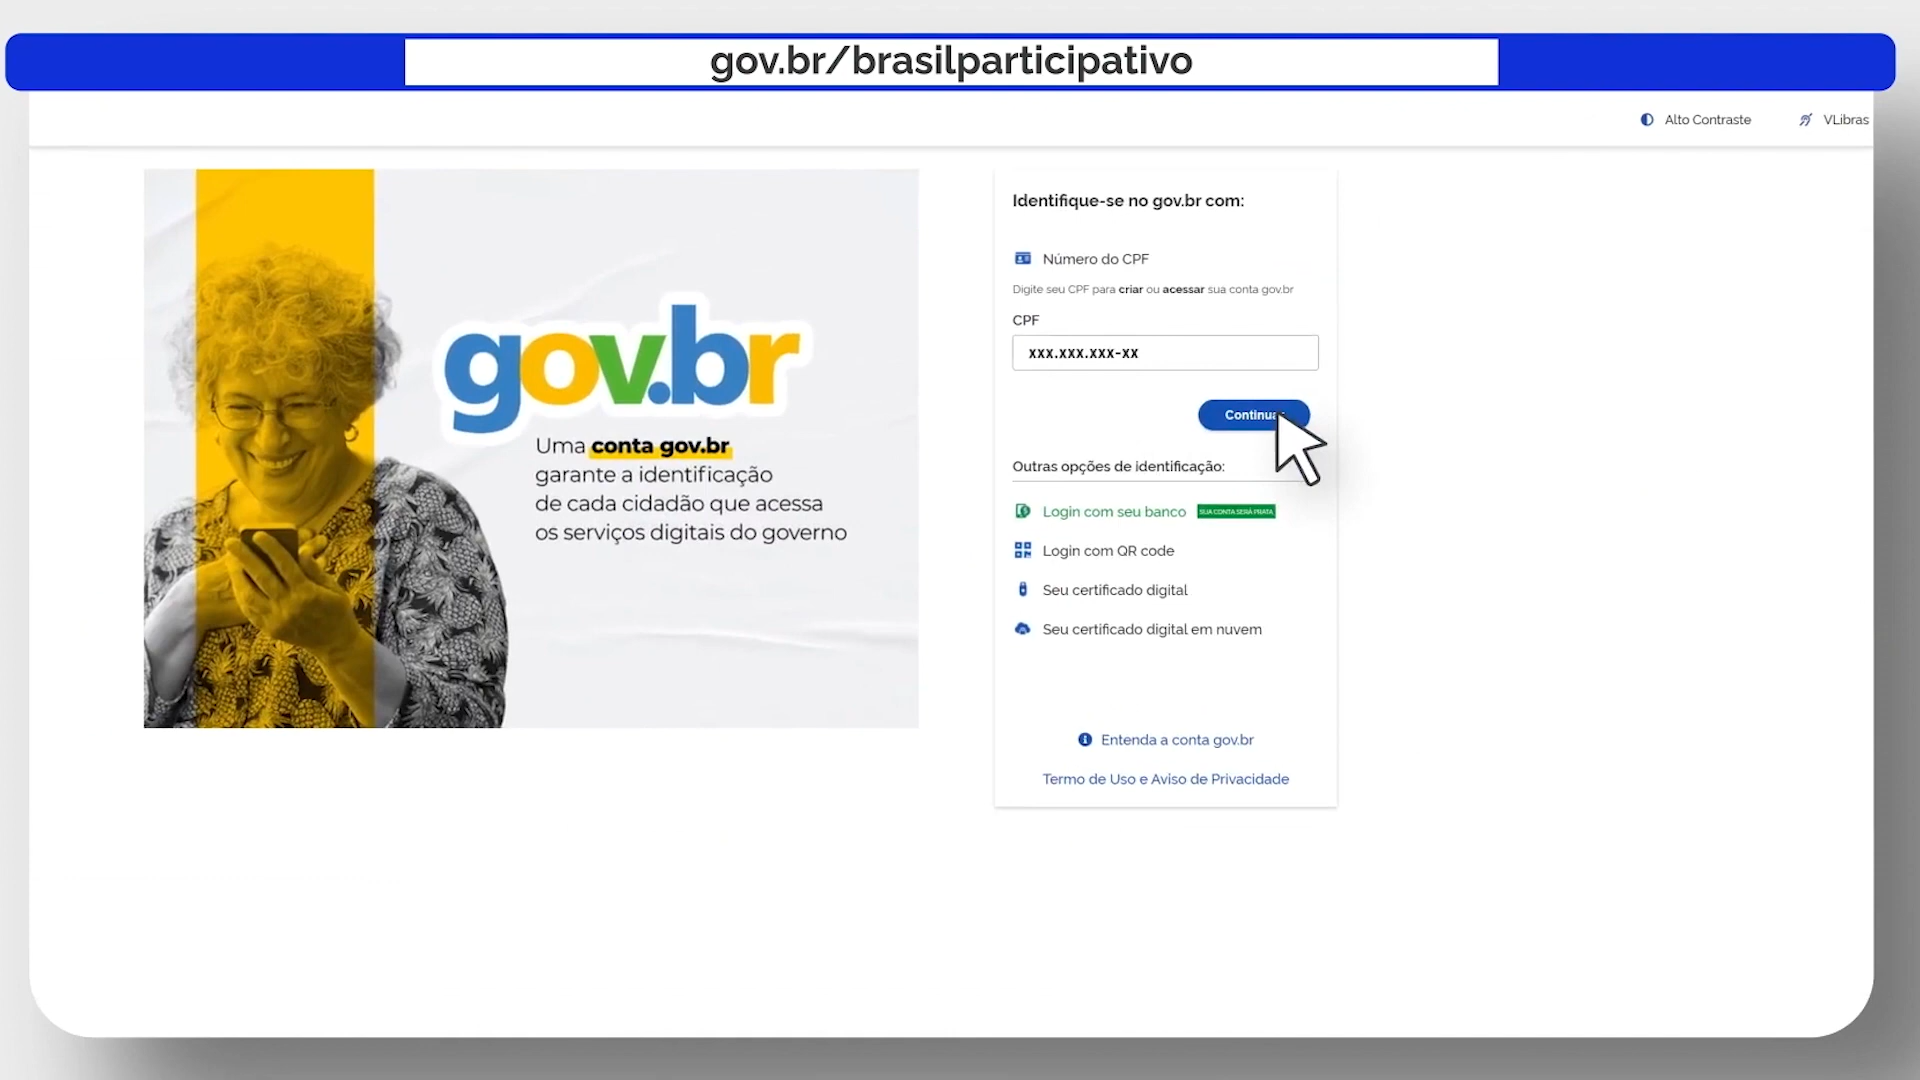 gov.br/brasilparticipativo
Alto Contraste
VLibras
gov.br
Uma conta gov.br
garante a identificação
de cada cidadão que acessa
os serviços digitais do governo
Identifique-se no gov.br com:
Número do CPF
Digite seu CPF para criar ou acessar sua conta gov.br
CPF
xxx.xxx.xxx-xx
Continuar
Outras opções de identificação:
Login com seu banco SUA CONTA SERÁ PRATA
Login com QR code
Seu certificado digital
Seu certificado digital em nuvem
Entenda a conta gov.br
Termo de Uso e Aviso de Privacidade